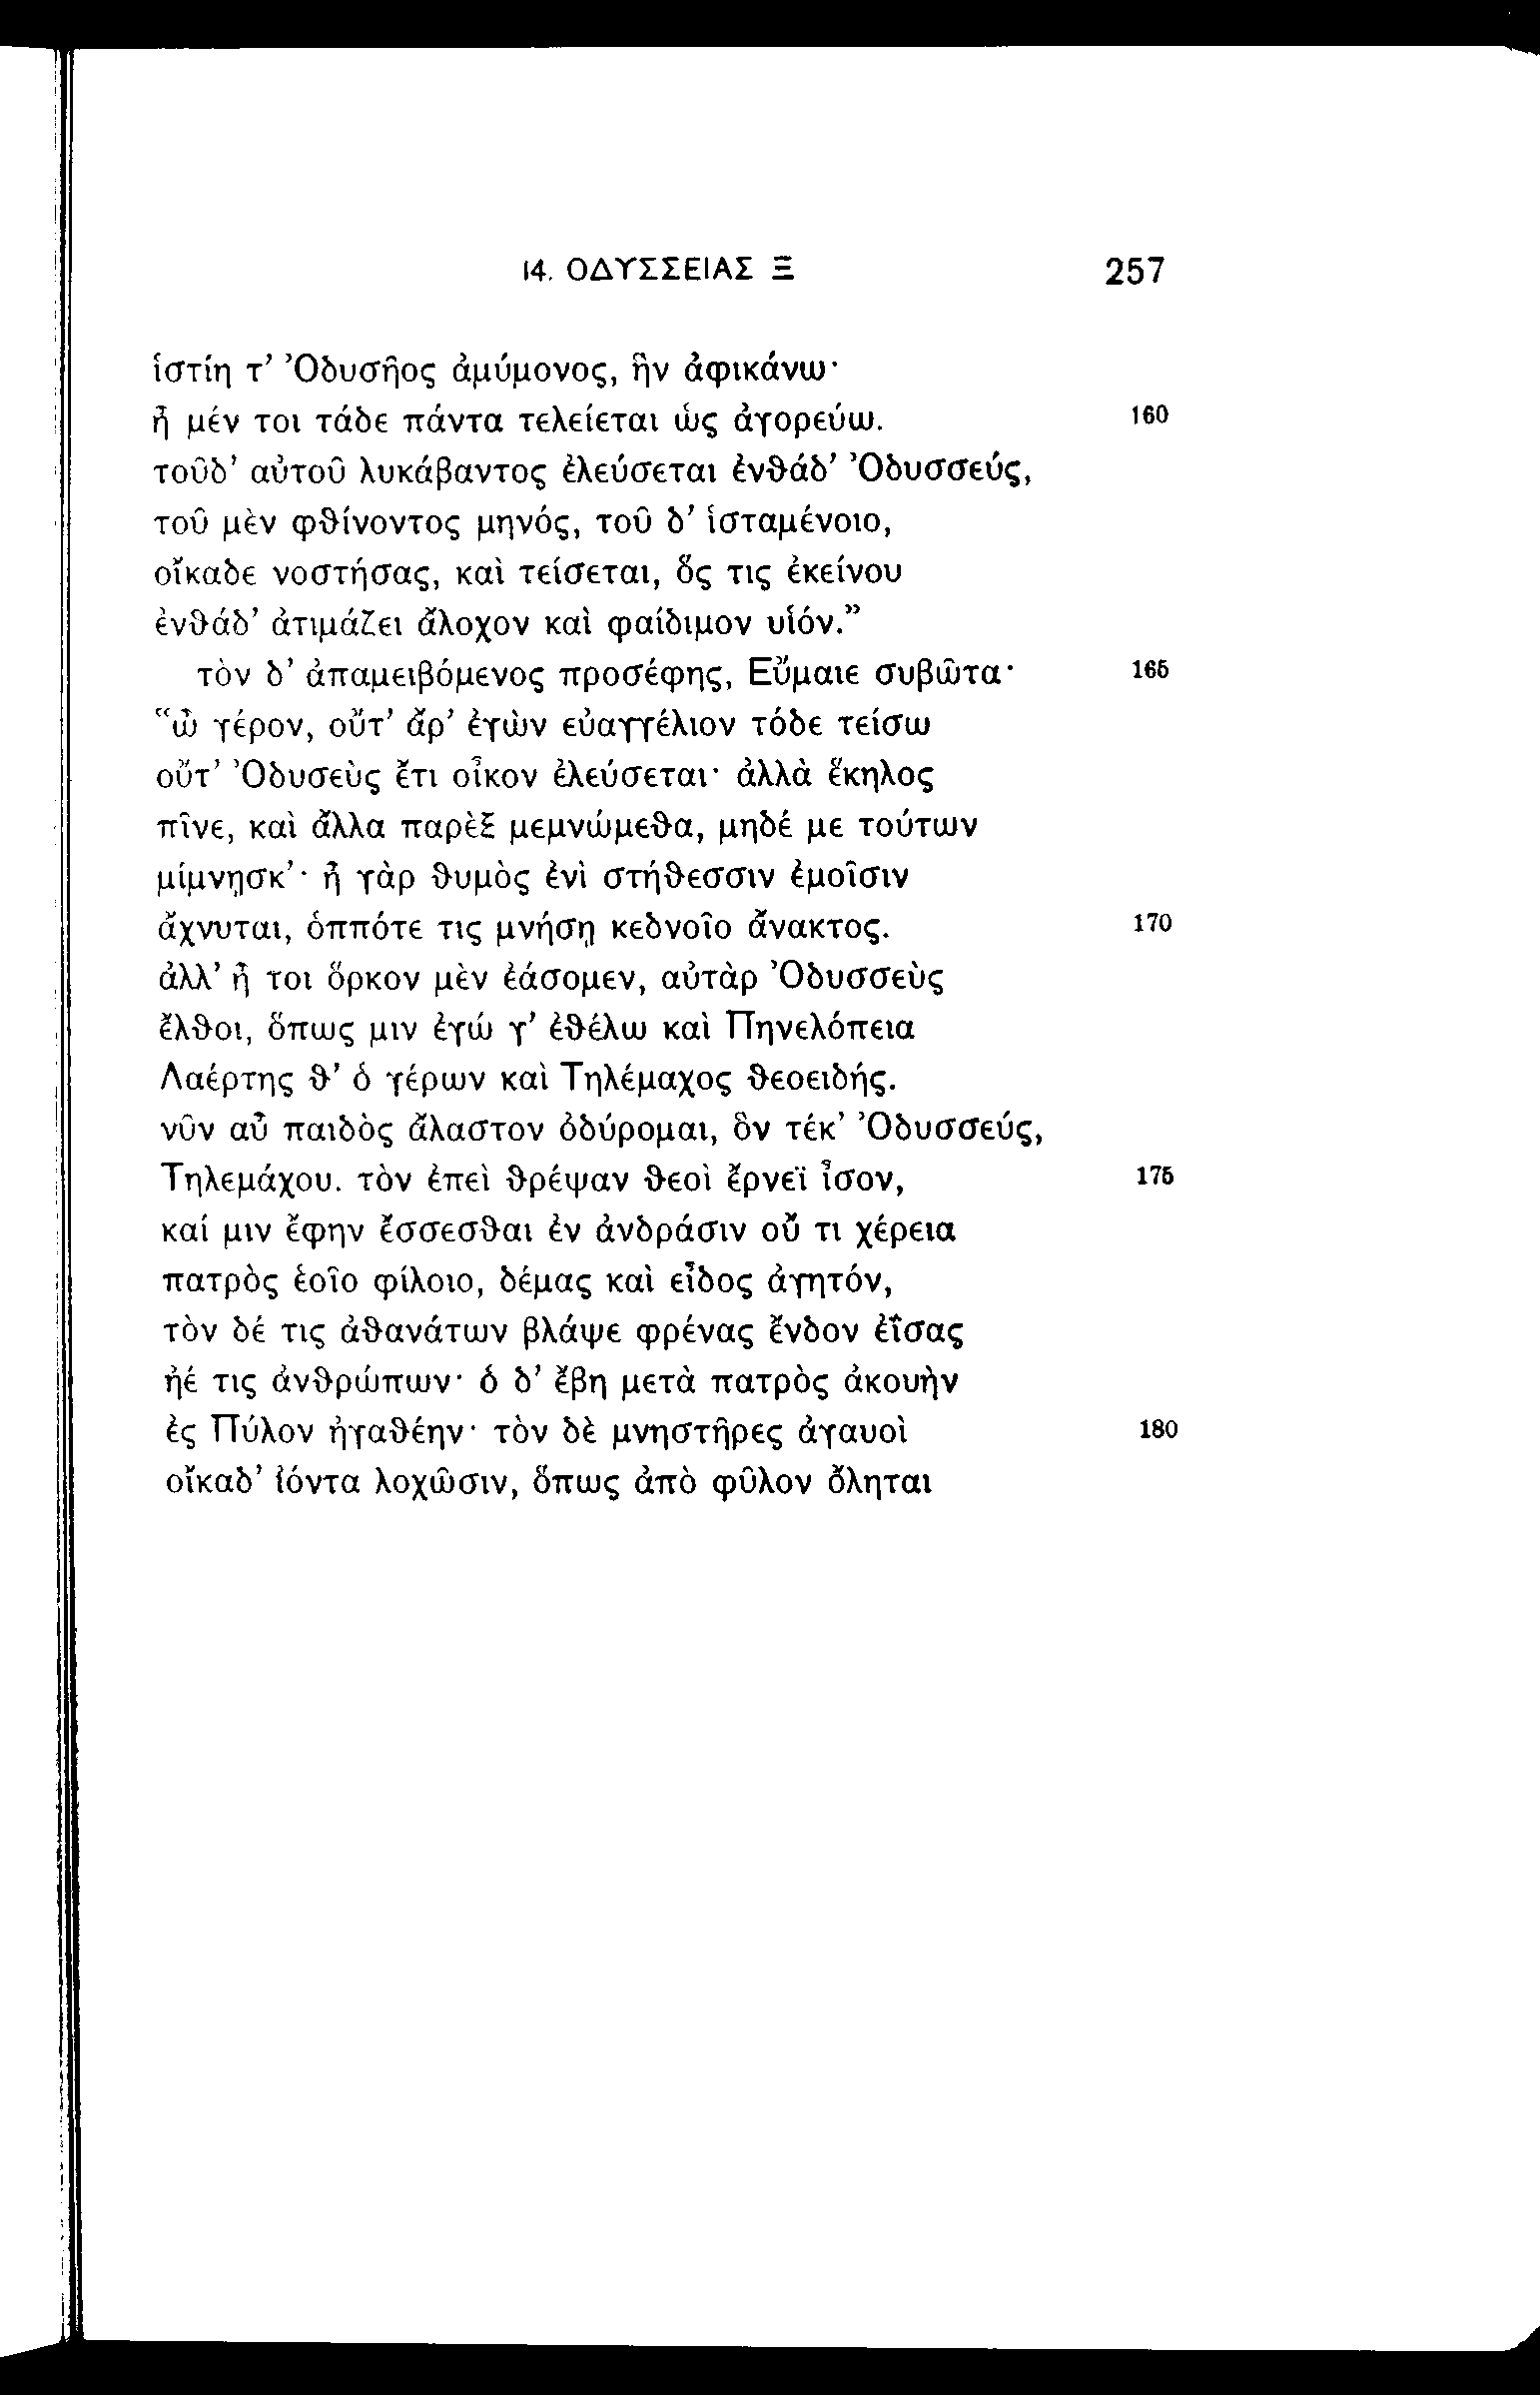 14. ΟΔΥΣΣΕΙΑΣ Ξ 257
ἱστίη τ’ Ὀδυσῆος ἀμύμονος, ἣν ἀφικάνω·
ἦ μέν τοι τάδε πάντα τελείεται ὡς ἀγορεύω. 160
τοῦδ’ αὐτοῦ λυκάβαντος ἐλεύσεται ἐνθάδ’ Ὀδυσσεύς,
τοῦ μὲν φθίνοντος μηνός, τοῦ δ’ ἱσταμένοιο,
οἴκαδε νοστήσας, καὶ τείσεται, ὅς τις ἐκείνου
ἐνθάδ’ ἀτιμάζει ἄλοχον καὶ φαίδιμον υἱόν.”
τὸν δ’ ἀπαμειβόμενος προσέφης, Εὔμαιε συβῶτα· 165
“ὦ γέρον, οὔτ’ ἄρ’ ἐγὼν εὐαγγέλιον τόδε τείσω
οὔτ’ Ὀδυσεὺς ἔτι οἶκον ἐλεύσεται· ἀλλὰ ἕκηλος
πῖνε, καὶ ἄλλα παρὲξ μεμνώμεθα, μηδέ με τούτων
μίμνῃσκ’· ἦ γὰρ θυμὸς ἐνὶ στήθεσσιν ἐμοῖσιν
ἄχνυται, ὁππότε τις μνήσῃ κεδνοῖο ἄνακτος. 170
ἀλλ’ ἦ τοι ὅρκον μὲν ἐάσομεν, αὐτὰρ Ὀδυσσεὺς
ἔλθοι, ὅπως μιν ἐγώ γ’ ἐθέλω καὶ Πηνελόπεια
Λαέρτης θ’ ὁ γέρων καὶ Τηλέμαχος θεοειδής.
νῦν αὖ παιδὸς ἄλαστον ὀδύρομαι, ὃν τέκ’ Ὀδυσσεύς,
Τηλεμάχου. τὸν ἐπεὶ θρέψαν θεοὶ ἔρνεϊ ἶσον, 175
καί μιν ἔφην ἔσσεσθαι ἐν ἀνδράσιν οὔ τι χέρεια
πατρὸς ἑοῖο φίλοιο, δέμας καὶ εἶδος ἀγητόν,
τὸν δέ τις ἀθανάτων βλάψε φρένας ἔνδον ἐΐσας
ἠέ τις ἀνθρώπων· ὁ δ’ ἔβη μετὰ πατρὸς ἀκουὴν
ἐς Πύλον ἠγαθέην· τὸν δὲ μνηστῆρες ἀγαυοὶ 180
οἴκαδ’ ἰόντα λοχῶσιν, ὅπως ἀπὸ φῦλον ὄληται